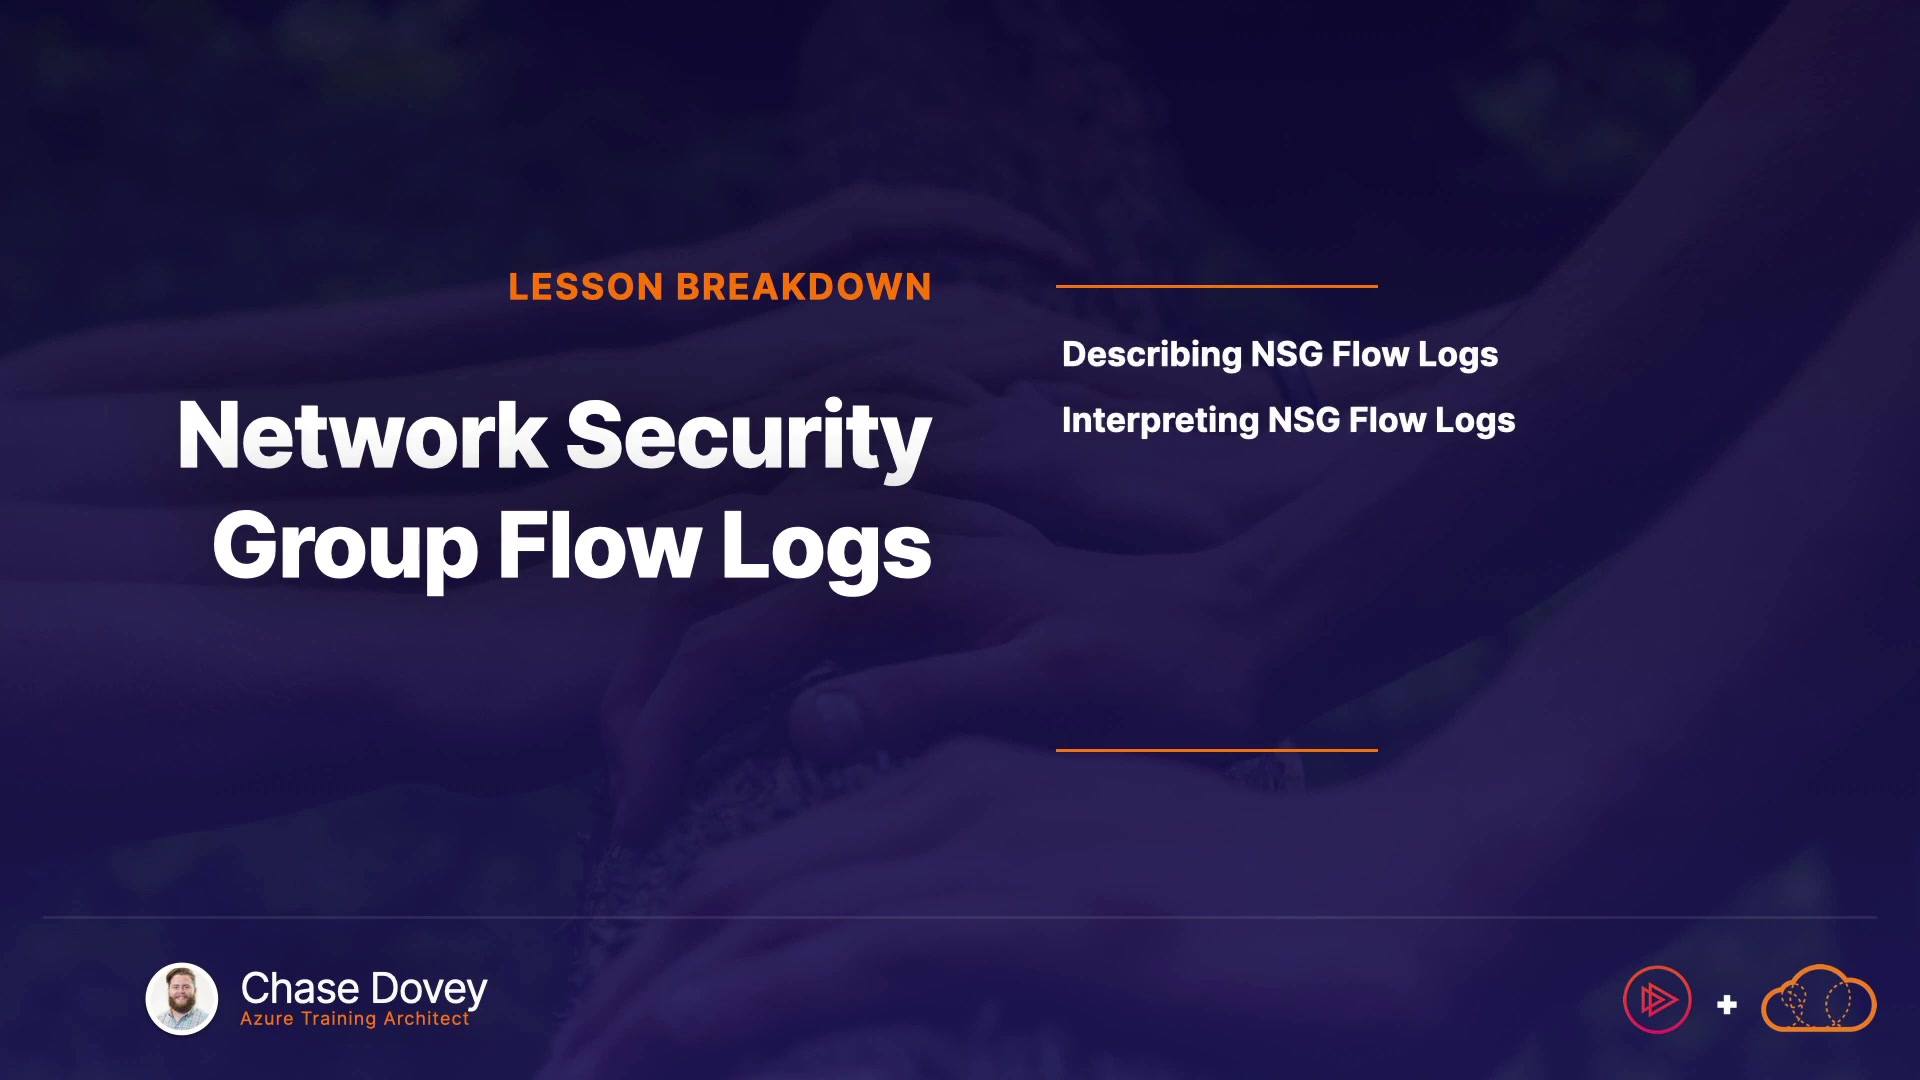 LESSON BREAKDOWN
Network Security
Group Flow Logs
Describing NSG Flow Logs
Interpreting NSG Flow Logs
Chase Dovey
Azure Training Architect